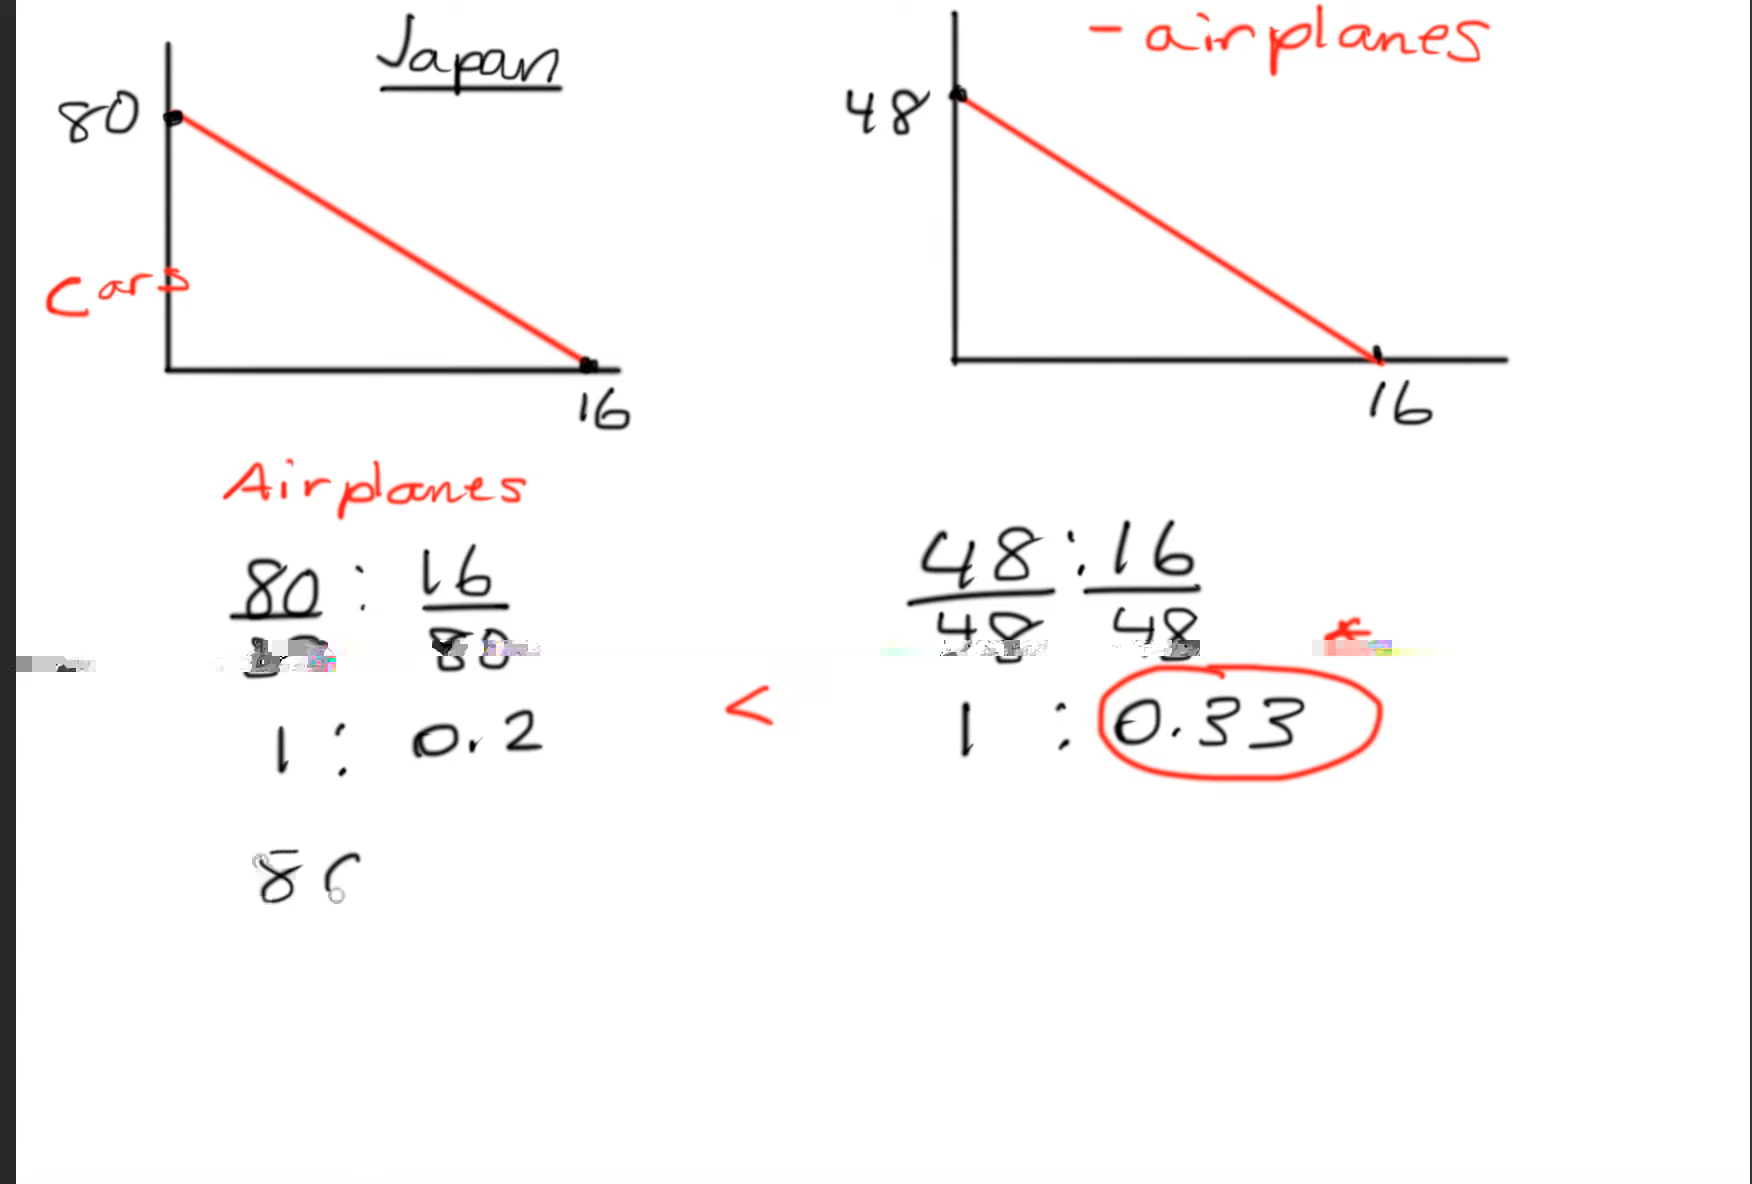 Japan
80
cars
16
Airplanes
80 : 16
80
1 : 0.2
8
- airplanes
48
16
48 : 16
48 48
*
<
1 : 0.33